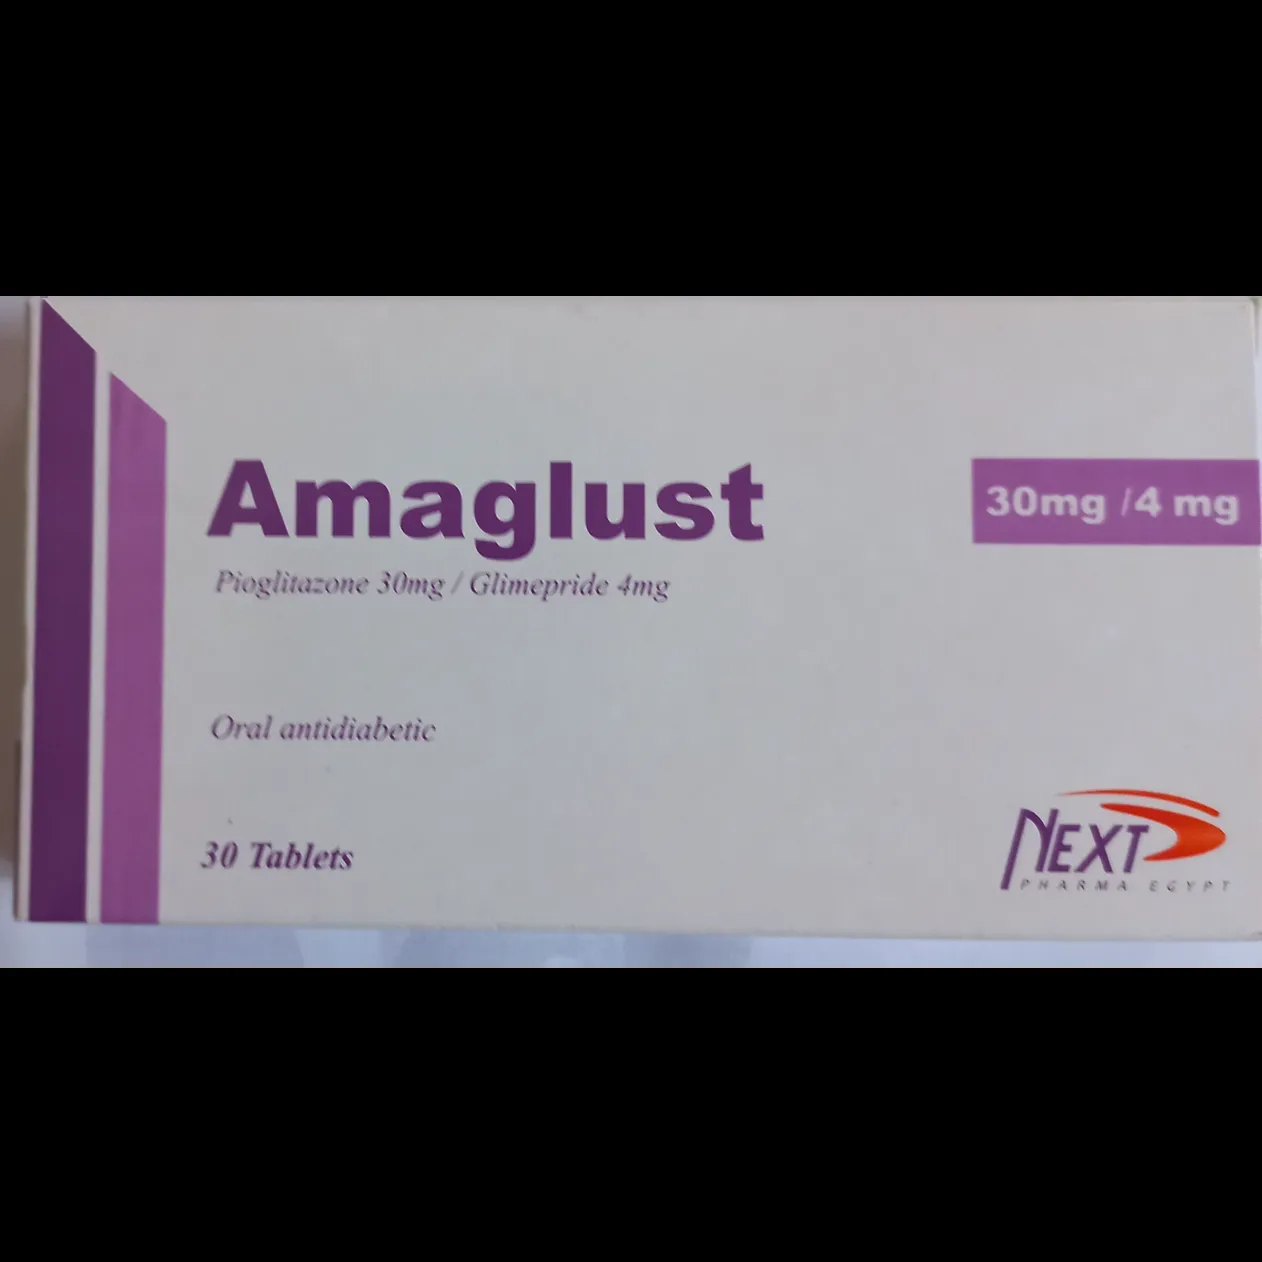 Amaglust
30mg /4 mg
Pioglitazone 30mg / Glimepride 4mg
Oral antidiabetic
30 Tablets
NEXT
PHARMA EGYPT